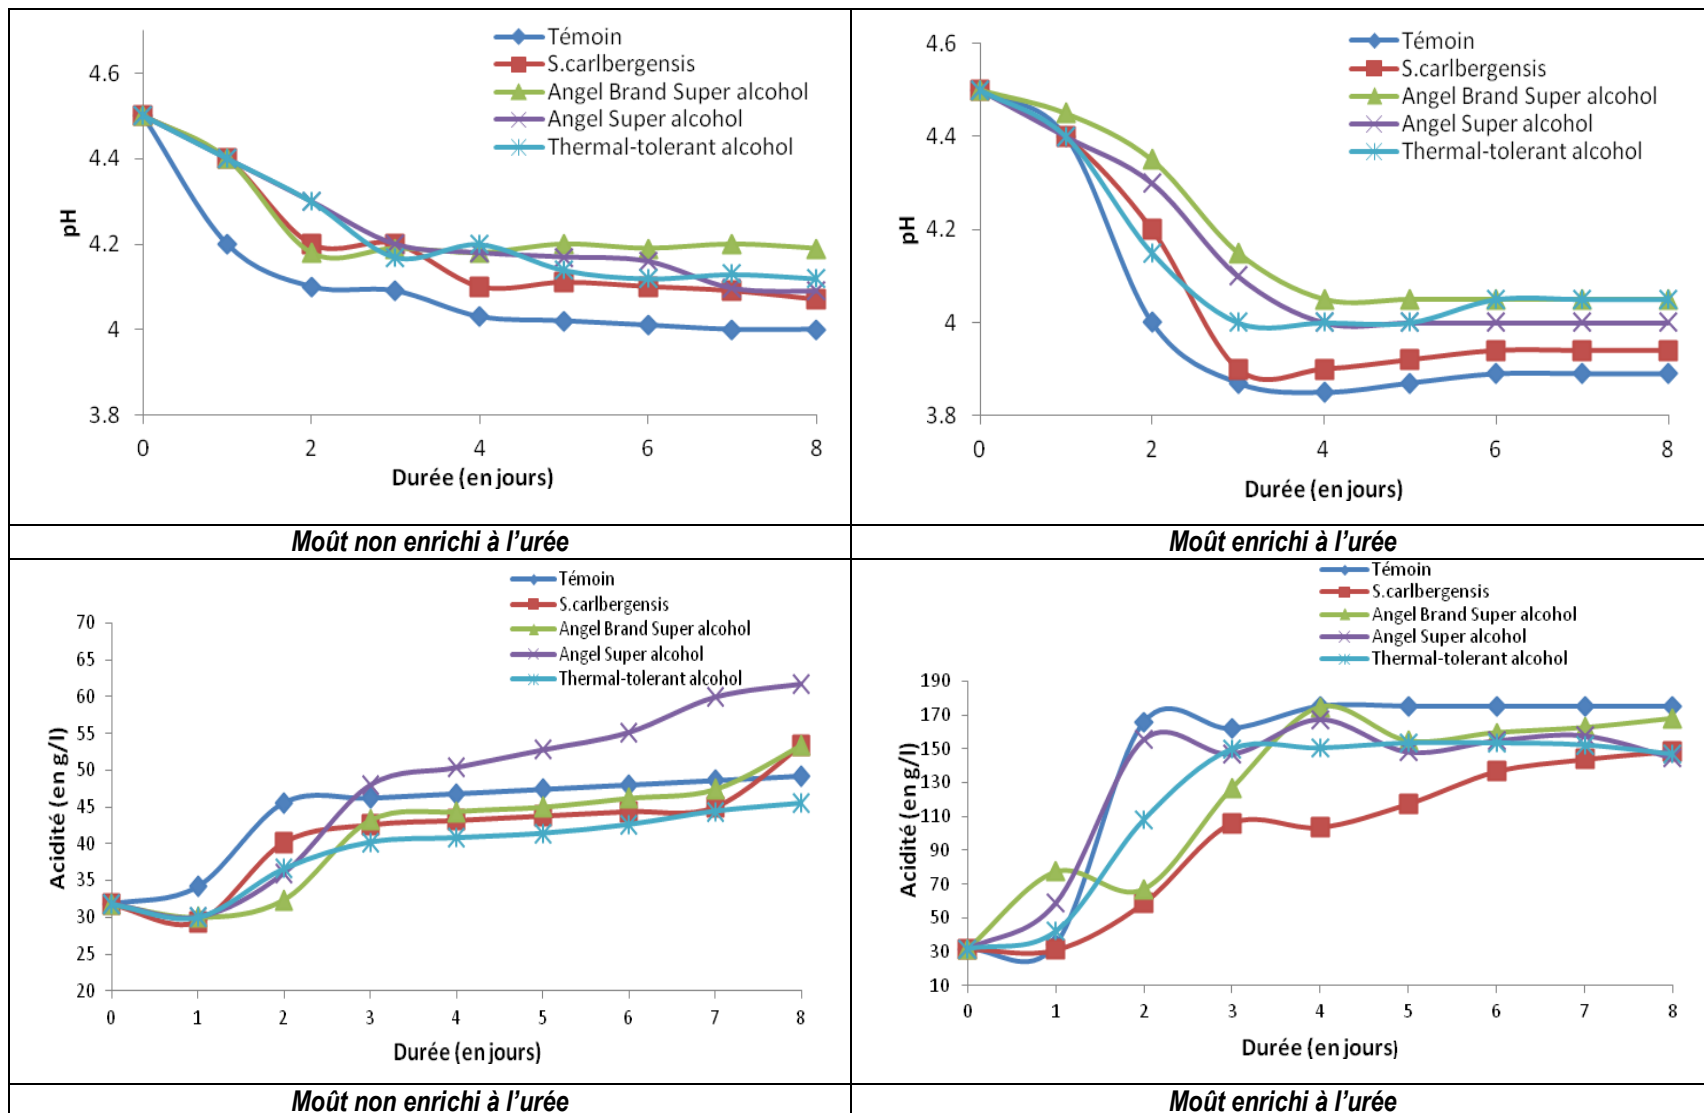 Témoin
S.carlbergensis
Angel Brand Super alcohol
Angel Super alcohol
Thermal-tolerant alcohol
4.6
4.4
4.2
4
3.8
pH
0 2 4 6 8
Durée (en jours)
Témoin
S.carlbergensis
Angel Brand Super alcohol
Angel Super alcohol
Thermal-tolerant alcohol
4.6
4.4
4.2
4
3.8
pH
0 2 4 6 8
Durée (en jours)
Moût non enrichi à l'urée
Moût enrichi à l'urée
Témoin
S.carlbergensis
Angel Brand Super alcohol
Angel Super alcohol
Thermal-tolerant alcohol
70
65
60
55
50
45
40
35
30
25
20
Acidité (en g/l)
0 1 2 3 4 5 6 7 8
Durée (en jours)
Témoin
S.carlbergensis
Angel Brand Super alcohol
Angel Super alcohol
Thermal-tolerant alcohol
190
170
150
130
110
90
70
50
30
10
Acidité (en g/l)
0 1 2 3 4 5 6 7 8
Durée (en jours)
Moût non enrichi à l'urée
Moût enrichi à l'urée